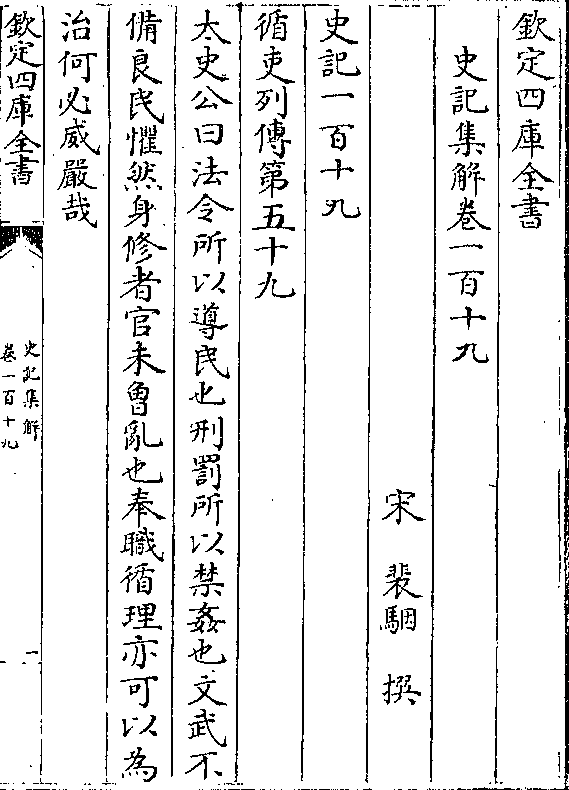 欽定四庫全書
史記集解卷一百十九
宋 裴駰 撰
史記一百十九
循吏列傳第五十九
太史公曰法令所以導民也刑罰所以禁姦也文武不
備良民懼然身修者官未曾亂也奉職循理亦可以為
治何必威嚴哉
欽定四庫全書
史記集解
卷一百十九
一